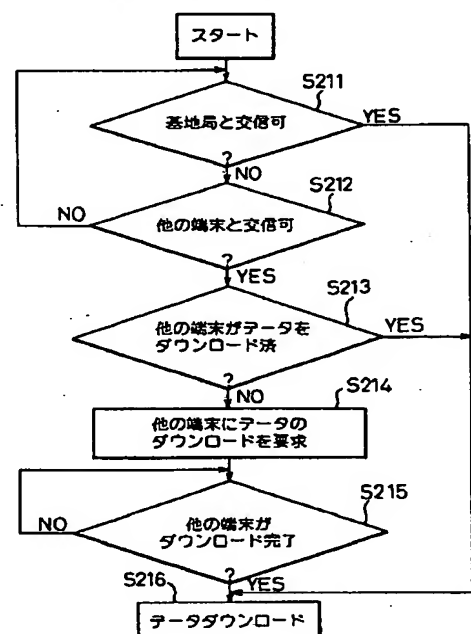 スタート
S211
基地局と交信可
?
YES
NO
S212
他の端末と交信可
?
NO
YES
S213
他の端末がデータを
ダウンロード済
?
YES
NO
S214
他の端末にデータの
ダウンロードを要求
S215
他の端末が
ダウンロード完了
?
NO
YES
S216
データダウンロード